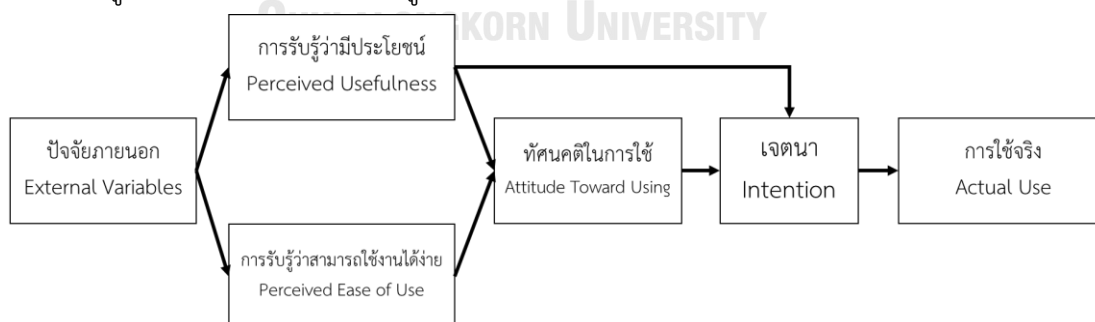 KORN UNIVERSITY
การรับรู้ว่ามีประโยชน์
Perceived Usefulness
ปัจจัยภายนอก
External Variables
ทัศนคติในการใช้
Attitude Toward Using
เจตนา
Intention
การใช้จริง
Actual Use
การรับรู้ว่าสามารถใช้งานได้ง่าย
Perceived Ease of Use